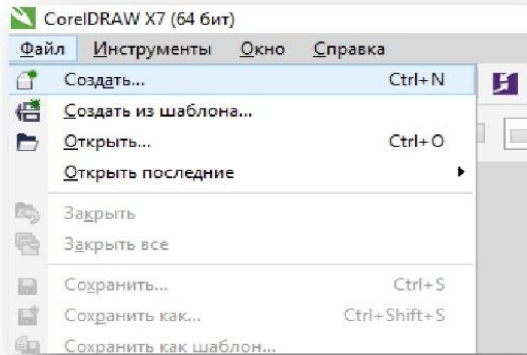 CorelDRAW X7 (64 бит)
Файл Инструменты Окно Справка
Создать... Ctrl+N
Создать из шаблона...
Открыть... Ctrl+O
Открыть последние
Закрыть
Закрыть все
Сохранить... Ctrl+S
Сохранить как... Ctrl+Shift+S
Сохранить как шаблон...